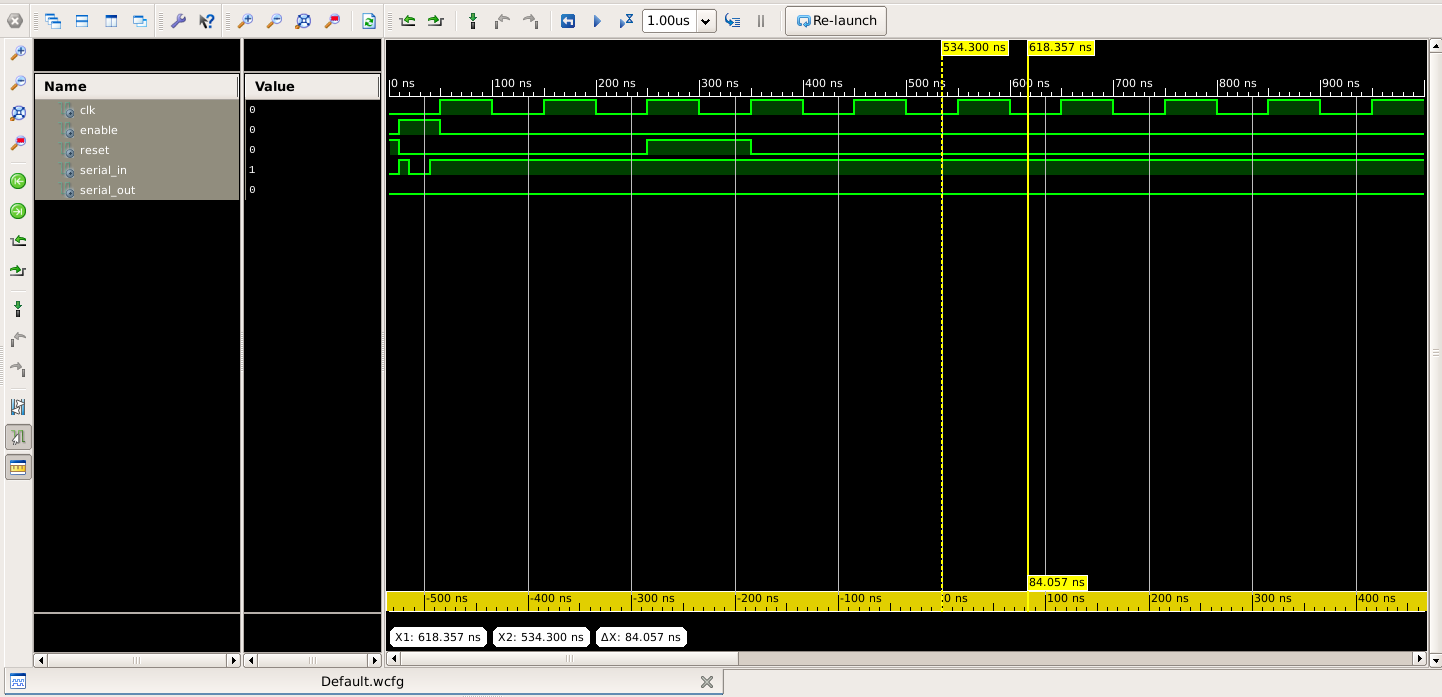 1.00us
Re-launch
534.300 ns 618.357 ns
Name Value
0 ns 100 ns 200 ns 300 ns 400 ns 500 ns 600 ns 700 ns 800 ns 900 ns
clk 0
enable 0
reset 0
serial_in 1
serial_out 0
84.057 ns
-500 ns -400 ns -300 ns -200 ns -100 ns 0 ns 100 ns 200 ns 300 ns 400 ns
X1: 618.357 ns X2: 534.300 ns ΔX: 84.057 ns
Default.wcfg